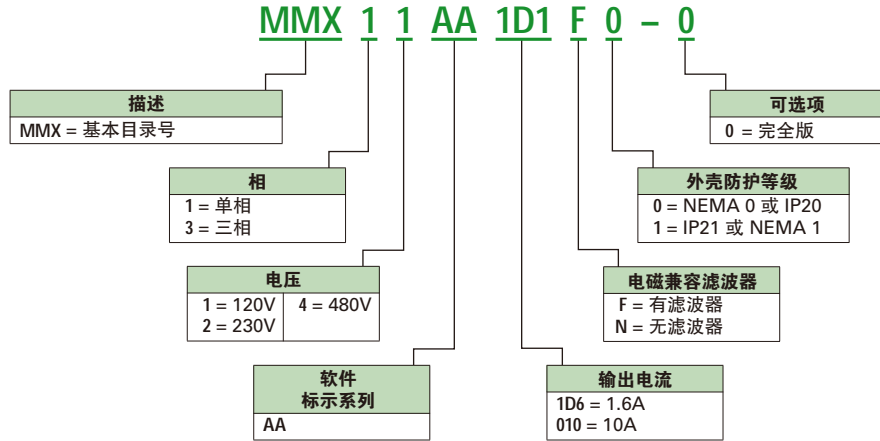 MMX 1 1 AA 1D1 F 0 – 0
描述
MMX = 基本目录号
可选项
0 = 完全版
相
1 = 单相
3 = 三相
外壳防护等级
0 = NEMA 0 或 IP20
1 = IP21 或 NEMA 1
电压
1 = 120V 4 = 480V
2 = 230V
电磁兼容滤波器
F = 有滤波器
N = 无滤波器
软件
标示系列
AA
输出电流
1D6 = 1.6A
010 = 10A